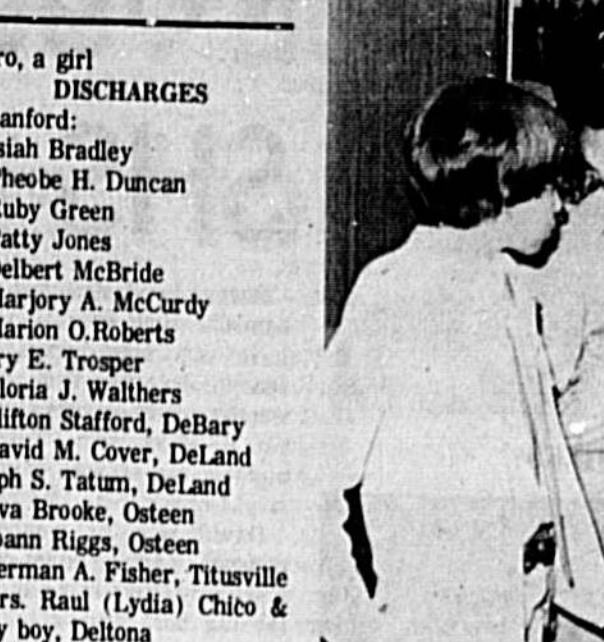 ro, a girl
DISCHARGES
anford:
siah Bradley
heobe H. Duncan
uby Green
atty Jones
elbert McBride
arjory A. McCurdy
arion O.Roberts
ry E. Trosper
loria J. Walthers
lifton Stafford, DeBary
avid M. Cover, DeLand
ph S. Tatum, DeLand
va Brooke, Osteen
ann Riggs, Osteen
erman A. Fisher, Titusville
rs. Raul (Lydia) Chico &
y boy, Deltona